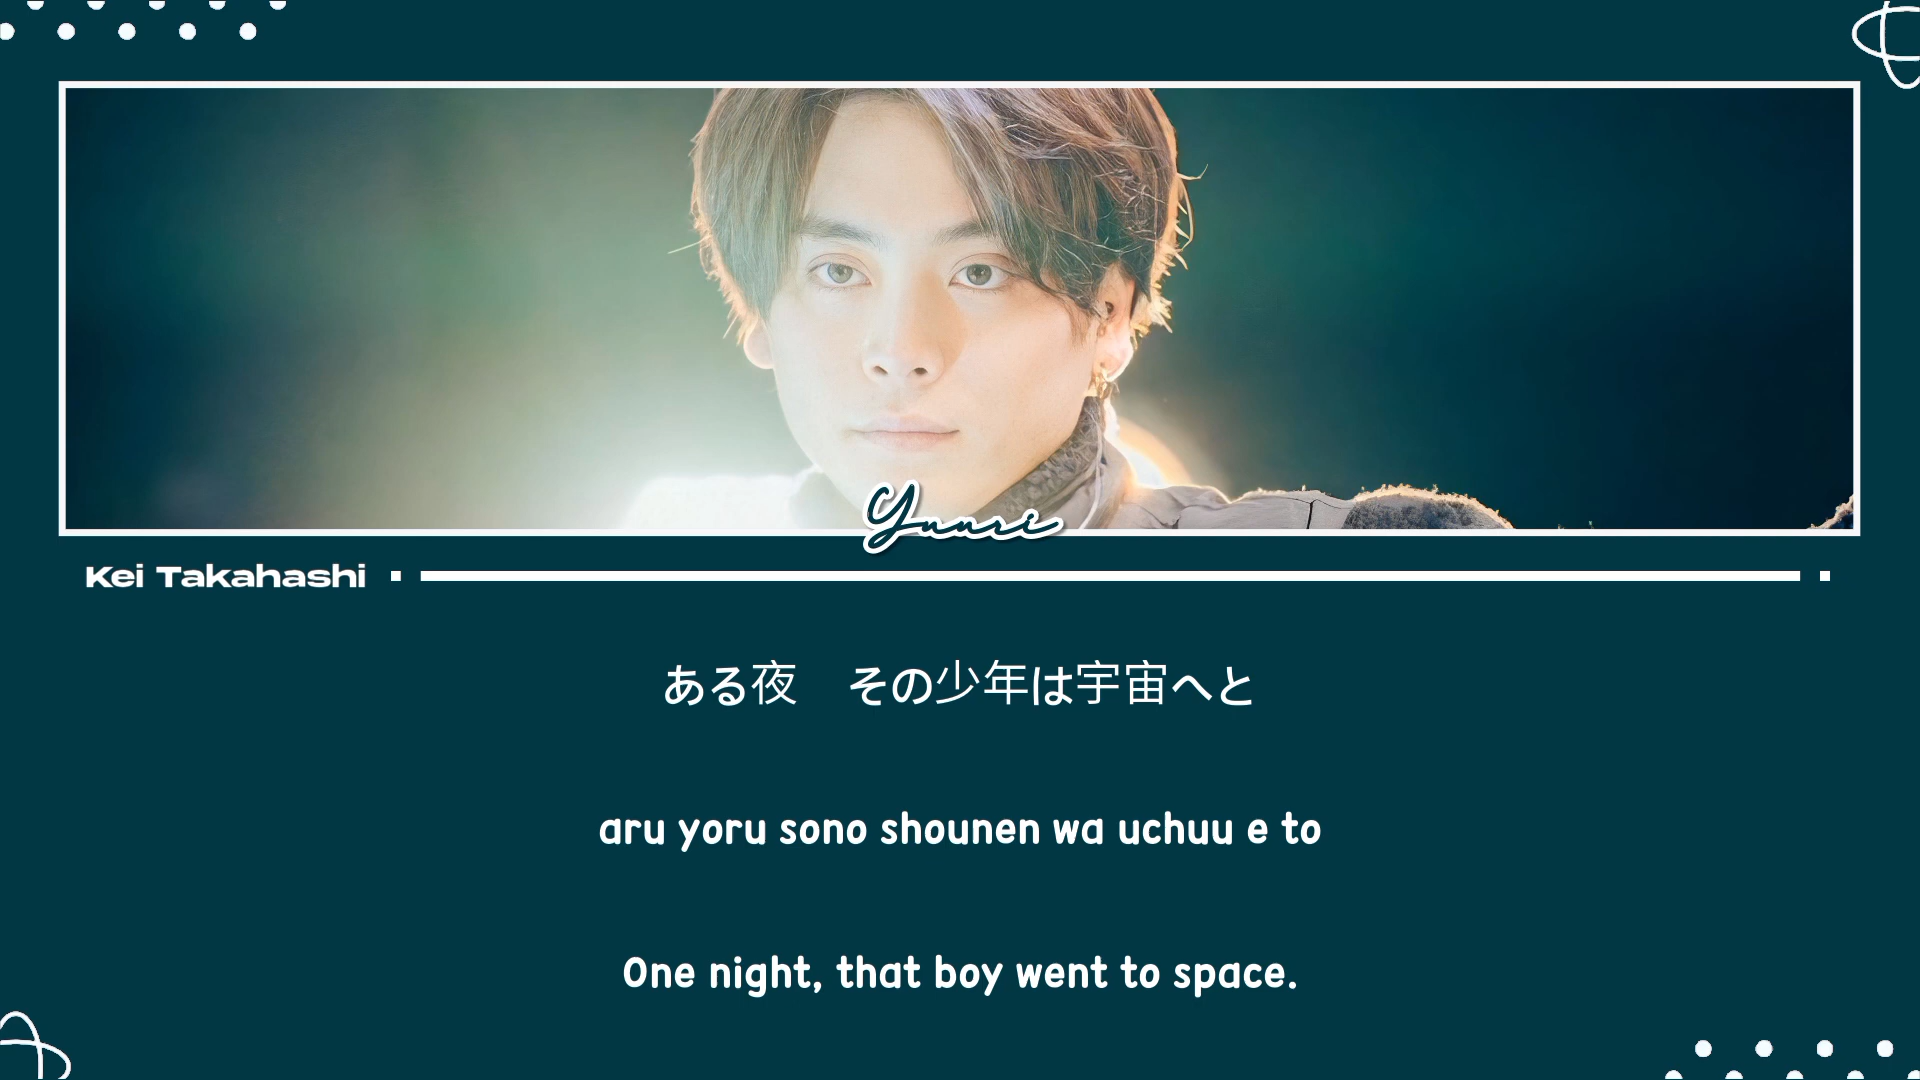 Yuuri
Kei Takahashi
ある夜　その少年は宇宙へと
aru yoru sono shounen wa uchuu e to
One night, that boy went to space.